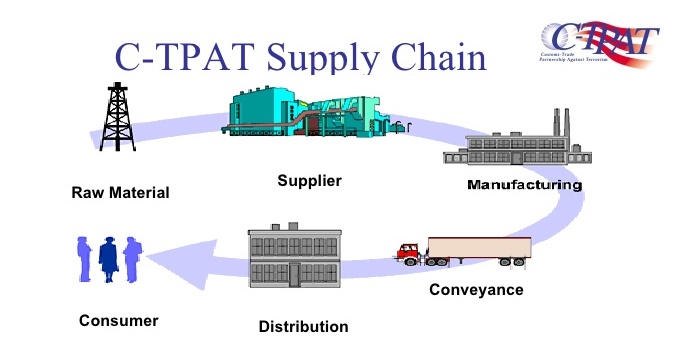 C-TPAT
Customs-Trade
Partnership Against Terrorism
C-TPAT Supply Chain
Raw Material
Supplier
Manufacturing
Consumer
Distribution
Conveyance